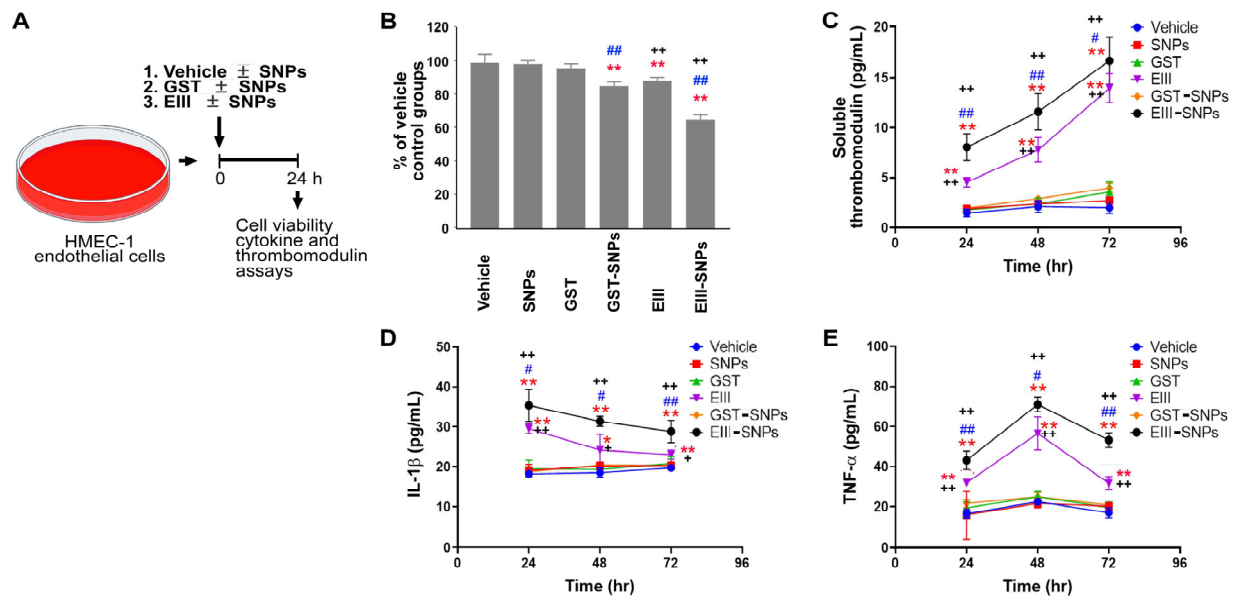 A
1. Vehicle ± SNPs
2. GST ± SNPs
3. EIII ± SNPs
0
24 h
HMEC-1
endothelial cells
Cell viability
cytokine and
thrombomodulin
assays
B
% of vehicle
control groups
120
100
80
60
40
20
0
##
**
++
**
++
##
**
Vehicle
SNPs
GST
GST-SNPs
EIII
EIII-SNPs
C
Soluble
thrombomodulin (pg/mL)
20
15
10
5
0
++
##
**
**
++
++
##
**
**
++
++
#
**
**
++
0
24
48
72
96
Time (hr)
Vehicle
SNPs
GST
EIII
GST-SNPs
EIII-SNPs
D
IL-1β (pg/mL)
50
40
30
20
10
0
++
#
**
**
++
++
#
**
*
+
++
##
**
**
+
0
24
48
72
96
Time (hr)
Vehicle
SNPs
GST
EIII
GST-SNPs
EIII-SNPs
E
TNF-α (pg/mL)
100
80
60
40
20
0
++
##
**
**
++
++
#
**
**
++
++
##
**
**
++
0
24
48
72
96
Time (hr)
Vehicle
SNPs
GST
EIII
GST-SNPs
EIII-SNPs